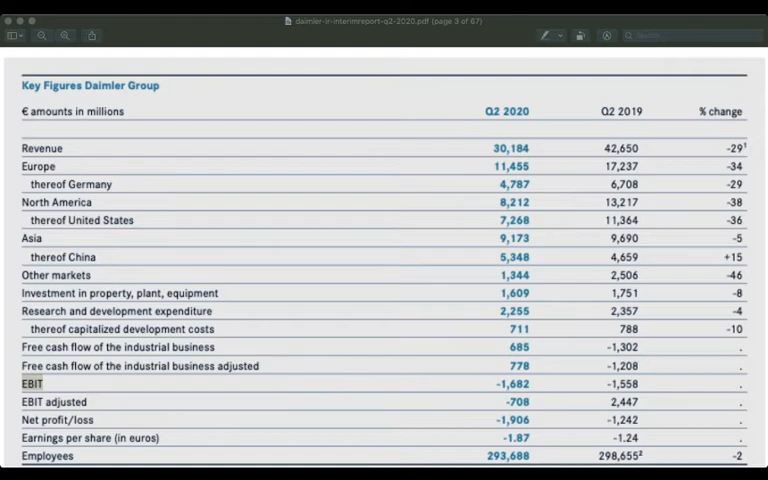 daimler-ir-interimreport-q2-2020.pdf (page 3 of 67)
Search
Key Figures Daimler Group
€ amounts in millions Q2 2020 Q2 2019 % change
Revenue 30,184 42,650 -29¹
Europe 11,455 17,237 -34
thereof Germany 4,787 6,708 -29
North America 8,212 13,217 -38
thereof United States 7,268 11,364 -36
Asia 9,173 9,690 -5
thereof China 5,348 4,659 +15
Other markets 1,344 2,506 -46
Investment in property, plant, equipment 1,609 1,751 -8
Research and development expenditure 2,255 2,357 -4
thereof capitalized development costs 711 788 -10
Free cash flow of the industrial business 685 -1,302 .
Free cash flow of the industrial business adjusted 778 -1,208 .
EBIT -1,682 -1,558 .
EBIT adjusted -708 2,447 .
Net profit/loss -1,906 -1,242 .
Earnings per share (in euros) -1.87 -1.24 .
Employees 293,688 298,655² -2